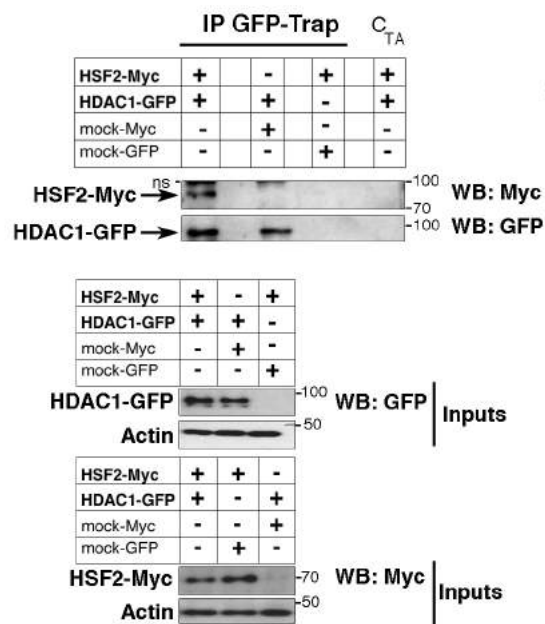 IP GFP-Trap C TA
HSF2-Myc + - + +
HDAC1-GFP + + - +
mock-Myc - + - -
mock-GFP - - + -
ns 100
HSF2-Myc WB: Myc
70
HDAC1-GFP 100 WB: GFP
HSF2-Myc + - +
HDAC1-GFP + + -
mock-Myc - + -
mock-GFP - - +
100
HDAC1-GFP WB: GFP
50
Actin
Inputs
HSF2-Myc + + -
HDAC1-GFP + - +
mock-Myc - - +
mock-GFP - + -
HSF2-Myc 70 WB: Myc
50
Actin
Inputs